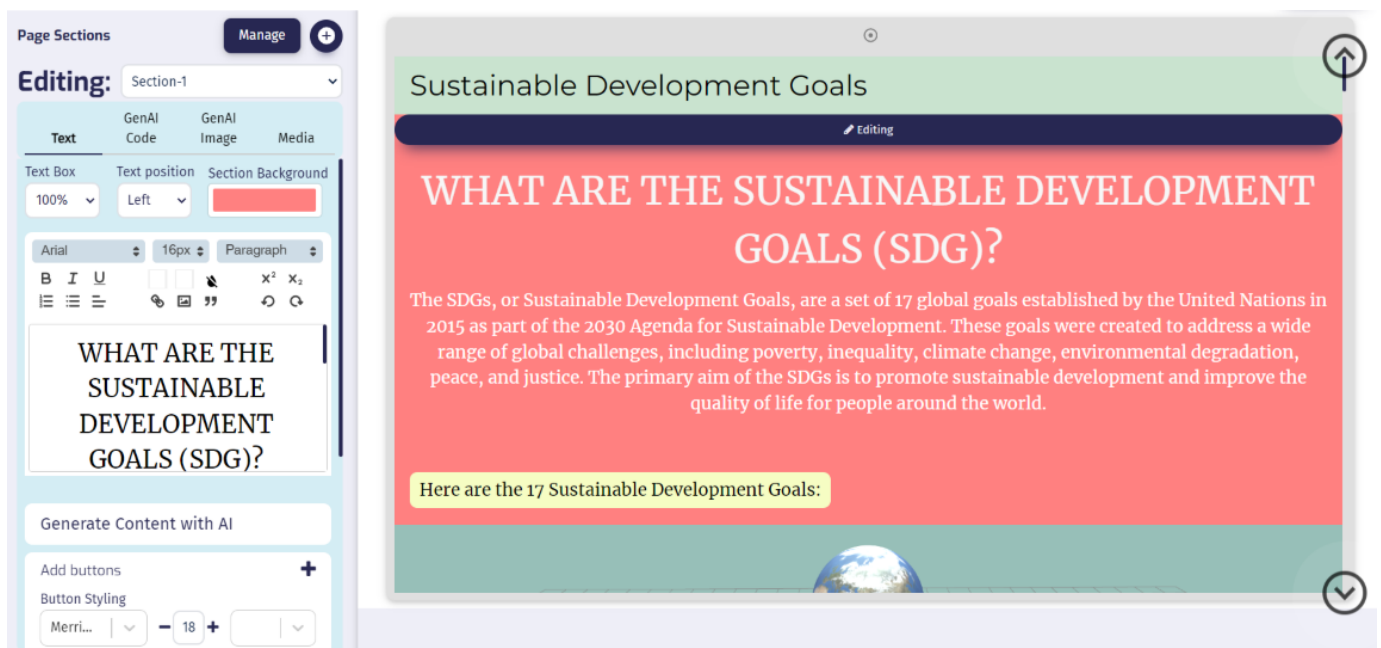 Page Sections
Manage
Editing:
Section-1
Text
GenAI Code
GenAI Image
Media
Text Box
Text position
Section Background
100%
Left
Arial
16px
Paragraph
B I U
X² X₂
WHAT ARE THE
SUSTAINABLE
DEVELOPMENT
GOALS (SDG)?
Generate Content with AI
Add buttons
Button Styling
Merri...
18
Sustainable Development Goals
Editing
WHAT ARE THE SUSTAINABLE DEVELOPMENT
GOALS (SDG)?
The SDGs, or Sustainable Development Goals, are a set of 17 global goals established by the United Nations in
2015 as part of the 2030 Agenda for Sustainable Development. These goals were created to address a wide
range of global challenges, including poverty, inequality, climate change, environmental degradation,
peace, and justice. The primary aim of the SDGs is to promote sustainable development and improve the
quality of life for people around the world.
Here are the 17 Sustainable Development Goals: